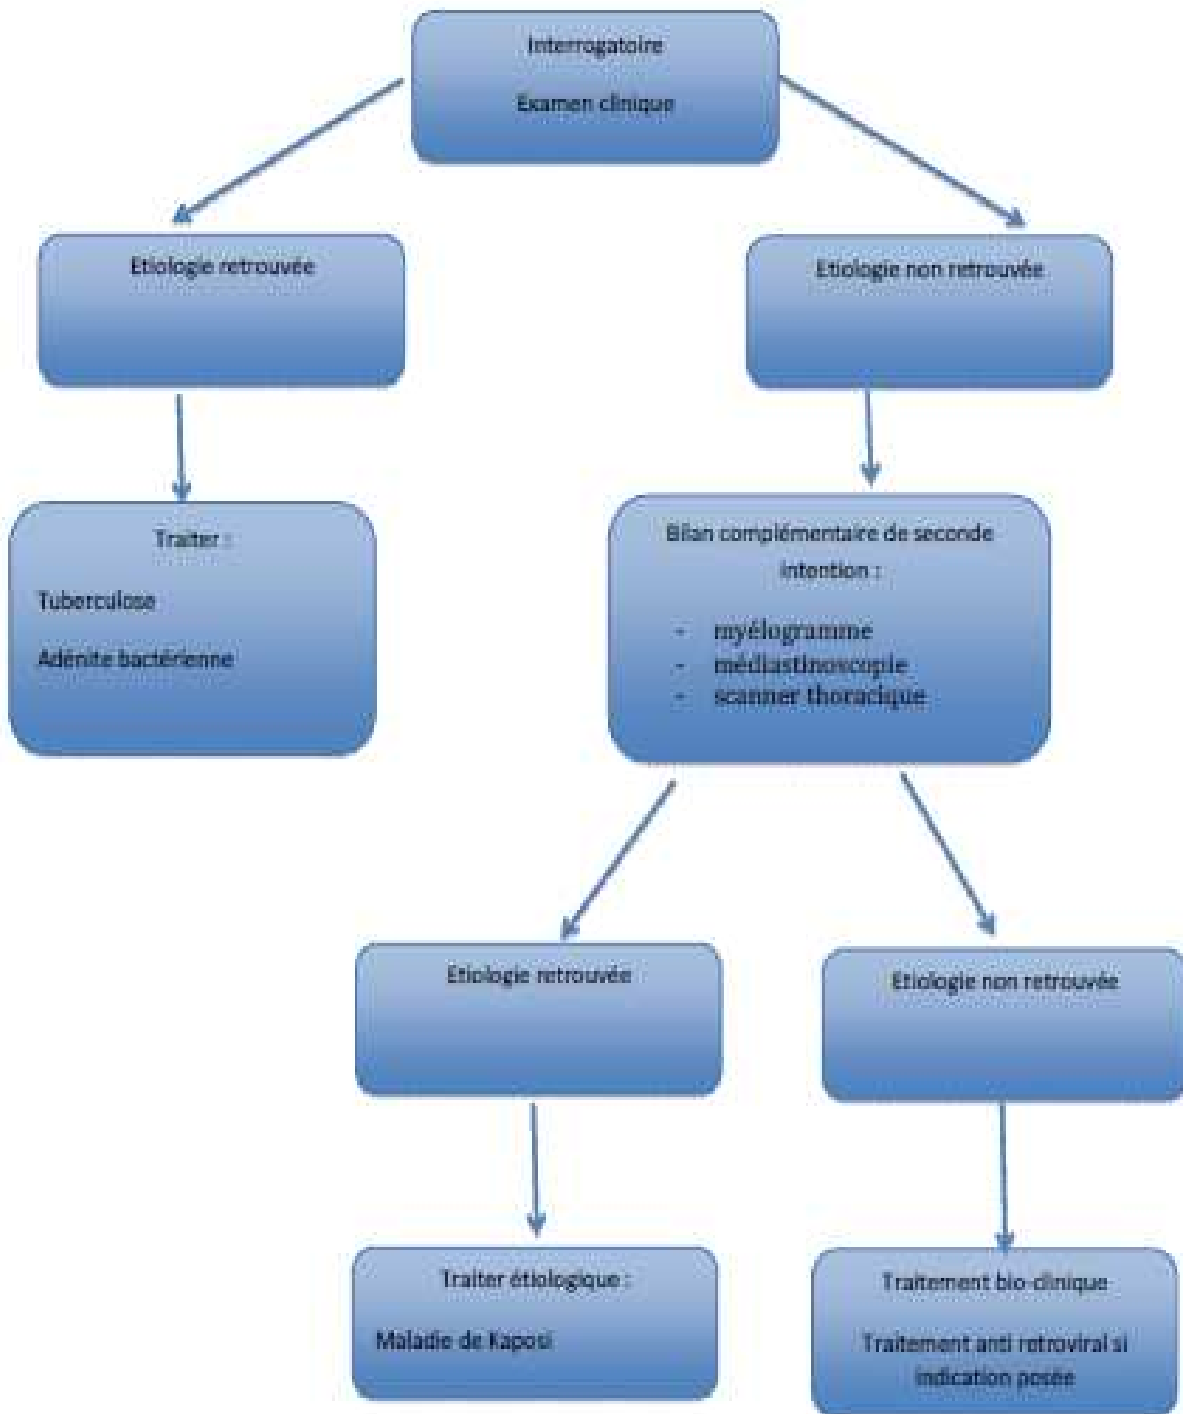 Interrogatoire
Examen clinique
Etiologie retrouvée
Etiologie non retrouvée
Traiter :
Tuberculose
Adénite bactérienne
Bilan complémentaire de seconde
intention :
- myélogramme
- médiastinoscopie
- scanner thoracique
Etiologie retrouvée
Etiologie non retrouvée
Traiter étiologique :
Maladie de Kaposi
Traitement bio-clinique
Traitement anti retroviral si
indication posée